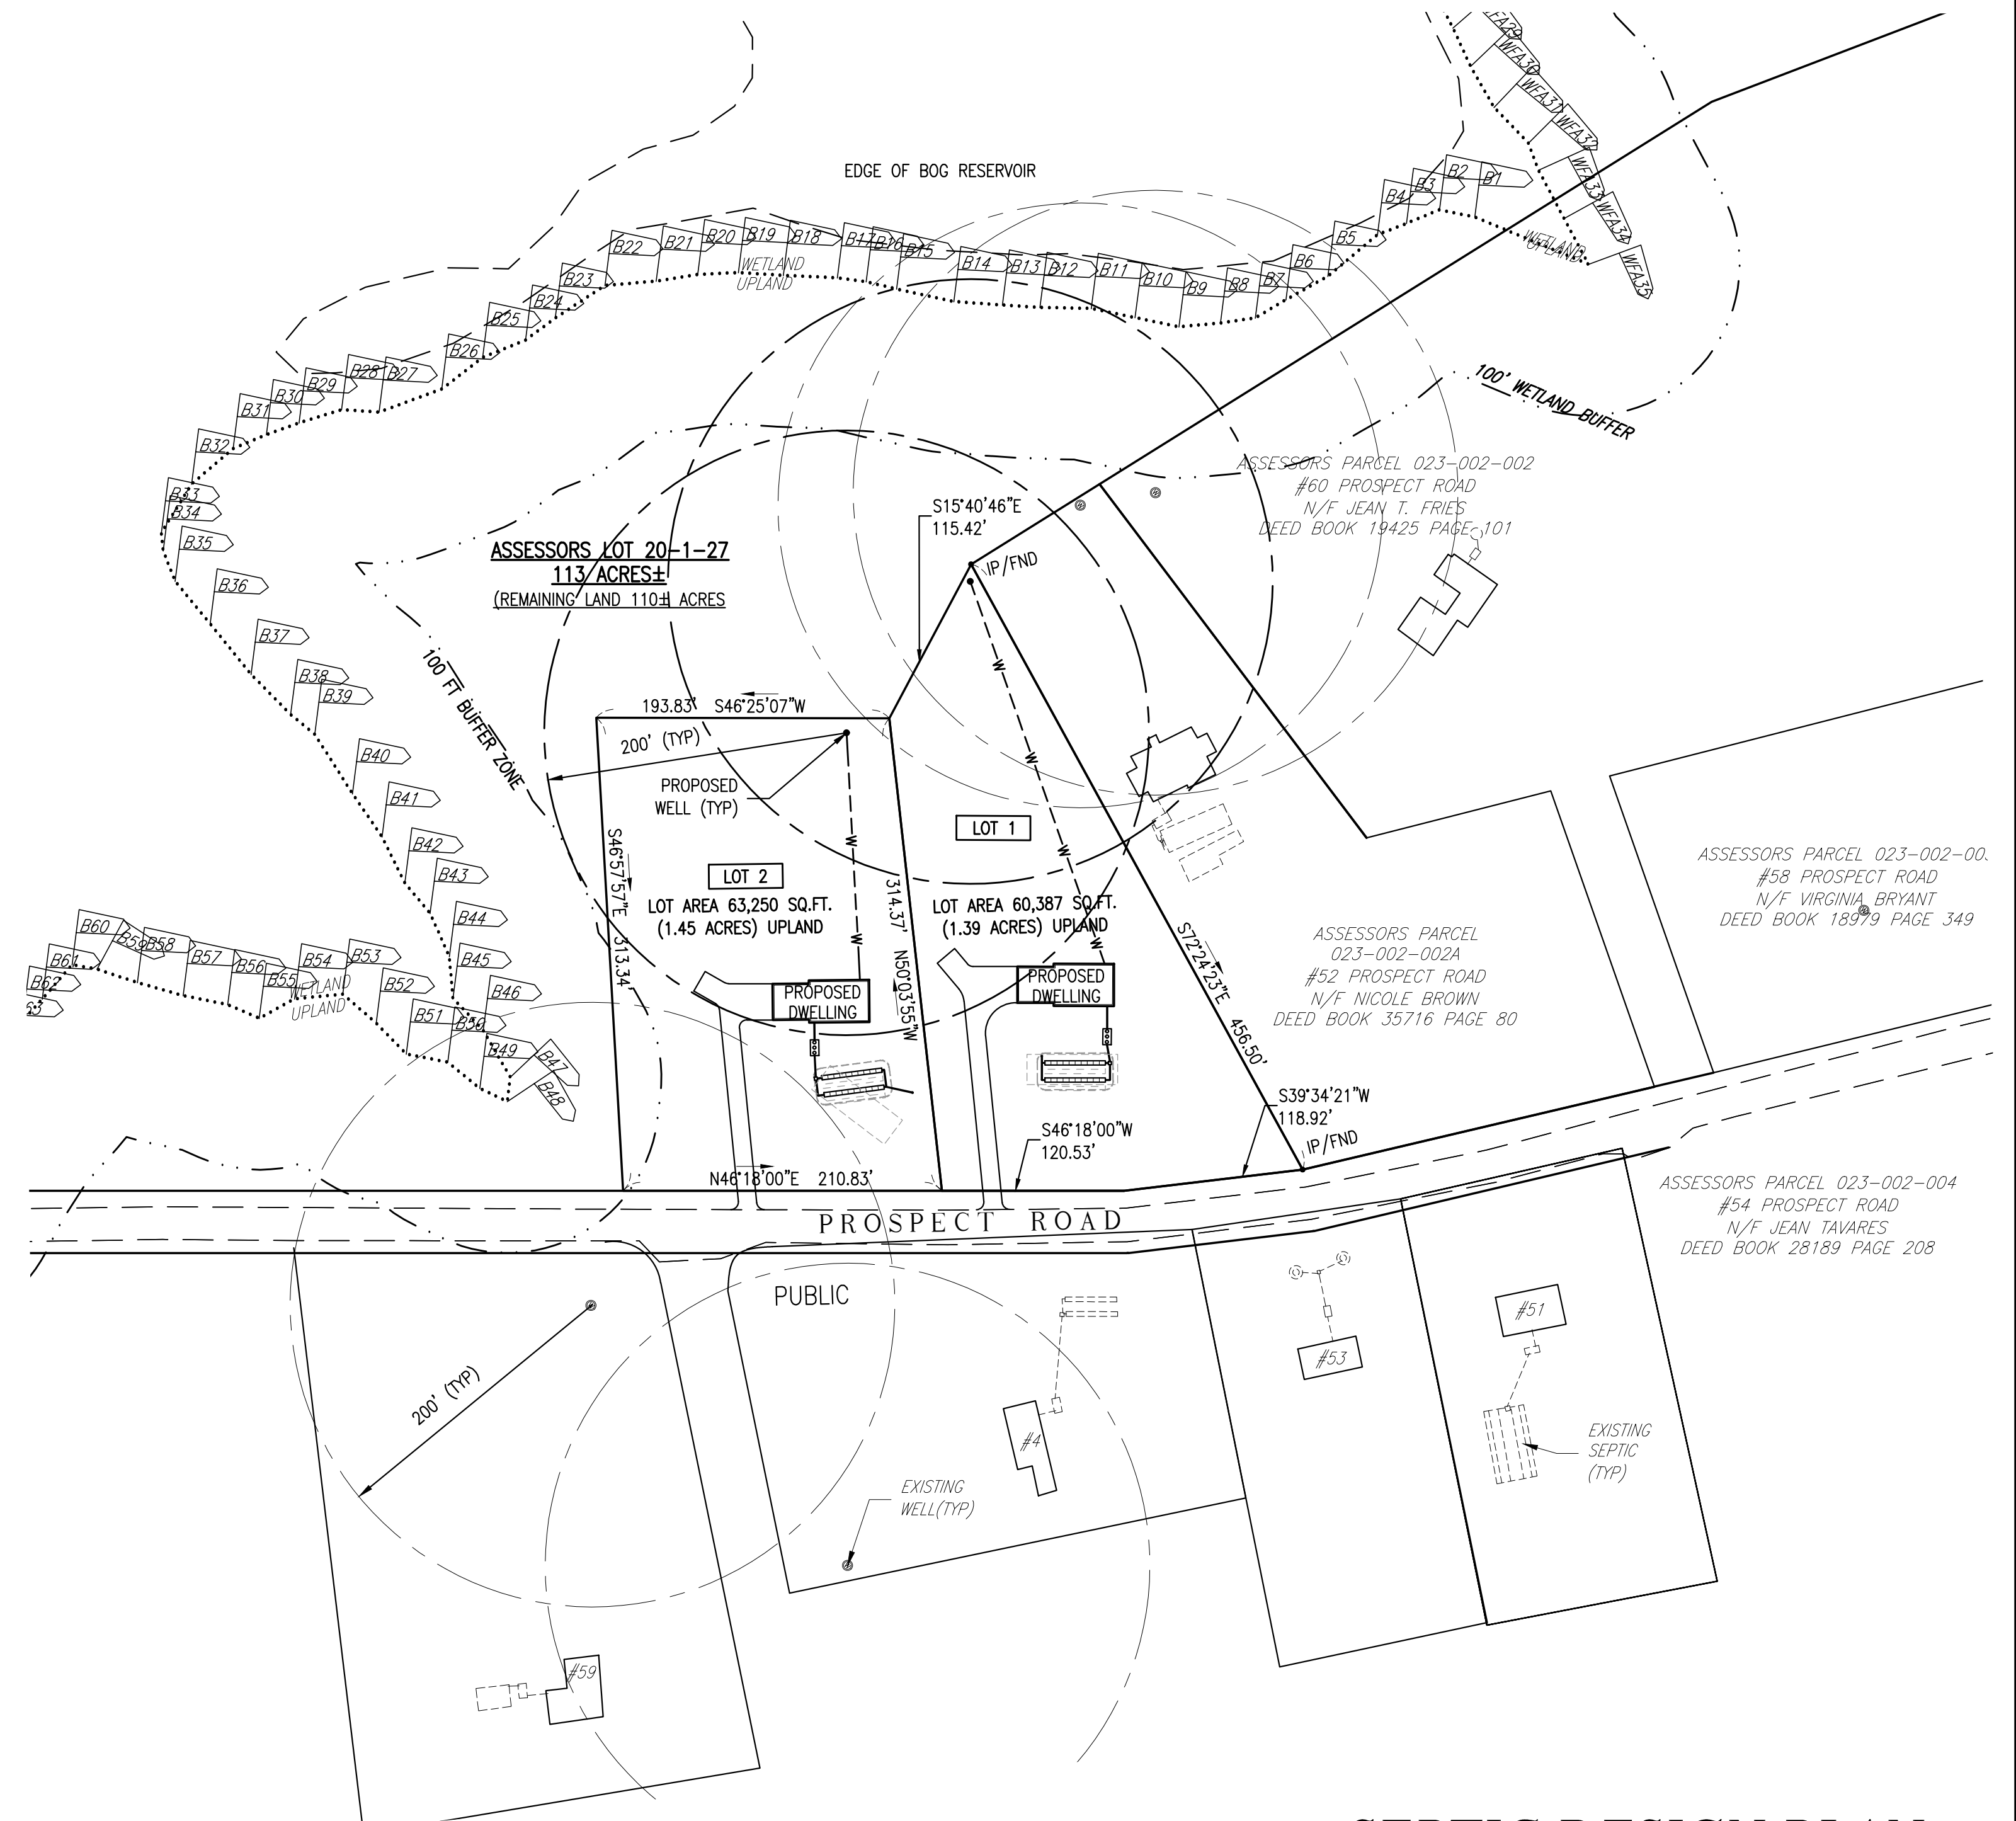 EDGE OF BOG RESERVOIR
WFA30
WFA31
WFA32
WFA33
WFA34
WFA35
B1
B2
B3
B4
B5
B6
B7
B8
B9
B10
B11
B12
B13
B14
B15
B16
B17
B18
B19
B20
B21
B22
B23
B24
B25
B26
B27
B28
B29
B30
B31
B32
B33
B34
B35
B36
B37
B38
B39
B40
B41
B42
B43
B44
B45
B46
B47
B48
B49
B50
B51
B52
B53
B54
B55
B56
B57
B58
B59
B60
B61
B62
WETLAND
UPLAND
WETLAND
UPLAND
WETLAND
UPLAND
100' WETLAND BUFFER
100 FT BUFFER ZONE
ASSESSORS PARCEL 023-002-002
#60 PROSPECT ROAD
N/F JEAN T. FRIES
DEED BOOK 19425 PAGE 101
S15°40'46"E
115.42'
IP/FND
ASSESSORS LOT 20-1-27
113 ACRES±
(REMAINING LAND 110± ACRES
193.83' S46°25'07"W
200' (TYP)
PROPOSED
WELL (TYP)
W
W
W
W
W
W
LOT 1
LOT AREA 60,387 SQ.FT.
(1.39 ACRES) UPLAND
LOT 2
LOT AREA 63,250 SQ.FT.
(1.45 ACRES) UPLAND
S46°57'57"E 313.34'
314.37' N50°03'55"W
S72°24'23"E 456.50'
PROPOSED
DWELLING
PROPOSED
DWELLING
ASSESSORS PARCEL
023-002-002A
#52 PROSPECT ROAD
N/F NICOLE BROWN
DEED BOOK 35716 PAGE 80
ASSESSORS PARCEL
#58 PROSPECT ROAD
N/F VIRGINIA BRYANT
DEED BOOK 18979 PAGE 349
S39°34'21"W
118.92'
S46°18'00"W
120.53'
IP/FND
N46°18'00"E 210.83'
PROSPECT ROAD
PUBLIC
ASSESSORS PARCEL 023-002-004
#54 PROSPECT ROAD
N/F JEAN TAVARES
DEED BOOK 28189 PAGE 208
200' (TYP)
#51
#53
#4
#59
EXISTING
SEPTIC
(TYP)
EXISTING
WELL(TYP)
SEPTIC DESIGN PLAN